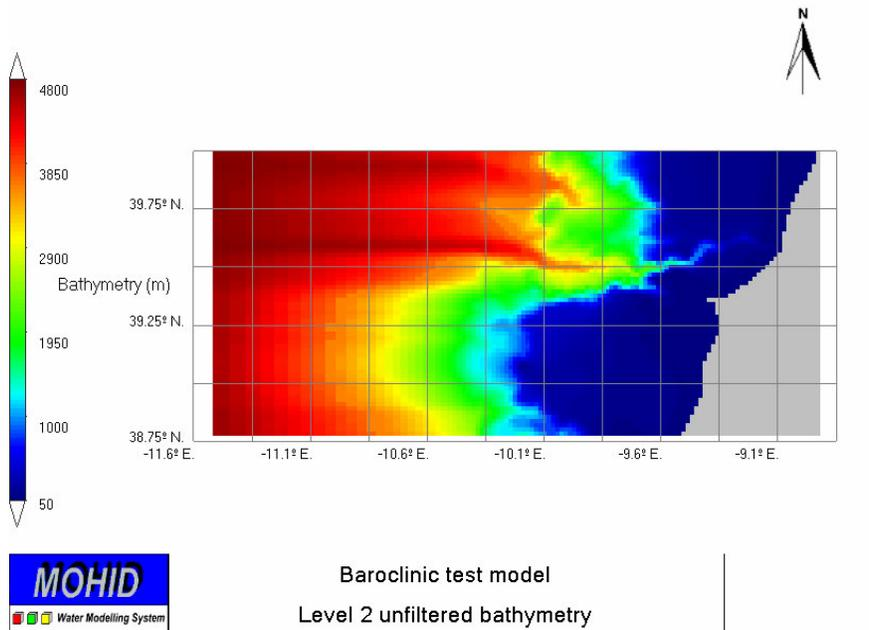 N
4800
3850
2900
Bathymetry (m)
1950
1000
50
39.75º N.
39.25º N.
38.75º N.
-11.6º E. -11.1º E. -10.6º E. -10.1º E. -9.6º E. -9.1º E.
MOHID
Water Modelling System
Baroclinic test model
Level 2 unfiltered bathymetry